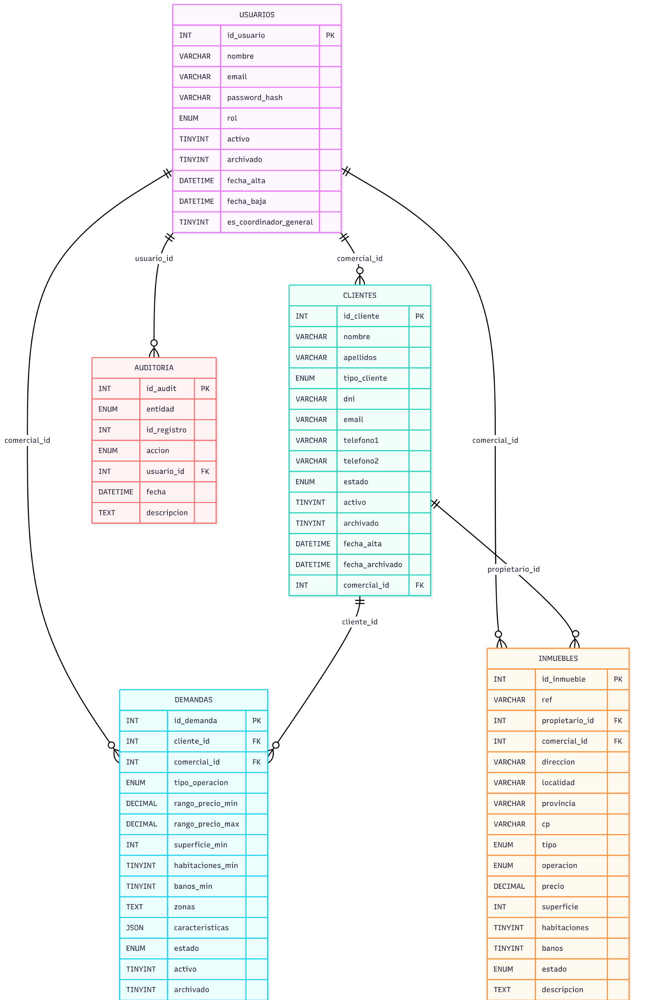 USUARIOS
INT id_usuario PK
VARCHAR nombre
VARCHAR email
VARCHAR password_hash
ENUM rol
TINYINT activo
TINYINT archivado
DATETIME fecha_alta
DATETIME fecha_baja
TINYINT es_coordinador_general
usuario_id
comercial_id
CLIENTES
INT id_cliente PK
VARCHAR nombre
VARCHAR apellidos
ENUM tipo_cliente
VARCHAR dni
VARCHAR email
VARCHAR telefono1
VARCHAR telefono2
ENUM estado
TINYINT activo
TINYINT archivado
DATETIME fecha_alta
DATETIME fecha_archivado
INT comercial_id FK
AUDITORIA
INT id_audit PK
ENUM entidad
INT id_registro
ENUM accion
INT usuario_id FK
DATETIME fecha
TEXT descripcion
comercial_id
comercial_id
propietario_id
cliente_id
DEMANDAS
INT id_demanda PK
INT cliente_id FK
INT comercial_id FK
ENUM tipo_operacion
DECIMAL rango_precio_min
DECIMAL rango_precio_max
INT superficie_min
TINYINT habitaciones_min
TINYINT banos_min
TEXT zonas
JSON caracteristicas
ENUM estado
TINYINT activo
TINYINT archivado
INMUEBLES
INT id_inmueble PK
VARCHAR ref
INT propietario_id FK
INT comercial_id FK
VARCHAR direccion
VARCHAR localidad
VARCHAR provincia
VARCHAR cp
ENUM tipo
ENUM operacion
DECIMAL precio
INT superficie
TINYINT habitaciones
TINYINT banos
ENUM estado
TEXT descripcion